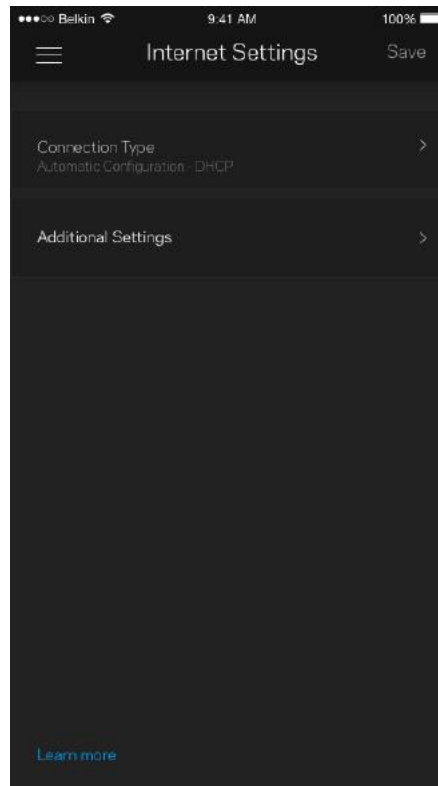 Belkin 9:41 AM 100%
Internet Settings Save
Connection Type
Automatic Configuration - DHCP
Additional Settings
Learn more